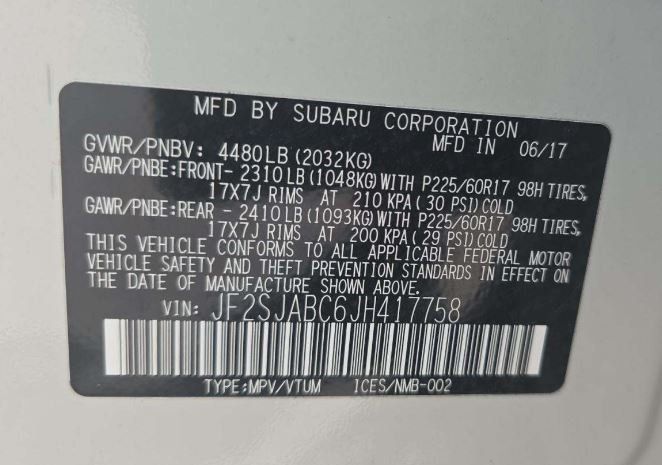 MFD BY SUBARU CORPORATION
GVWR/PNBV: 4480LB(2032KG) MFD IN 06/17
GAWR/PNBE:FRONT- 2310LB(1048KG)WITH P225/60R17 98H TIRES,
17X7J RIMS AT 210 KPA(30 PSI)COLD
GAWR/PNBE:REAR - 2410LB(1093KG)WITH P225/60R17 98H TIRES,
17X7J RIMS AT 200 KPA(29 PSI)COLD
THIS VEHICLE CONFORMS TO ALL APPLICABLE FEDERAL MOTOR
VEHICLE SAFETY AND THEFT PREVENTION STANDARDS IN EFFECT ON
THE DATE OF MANUFACTURE SHOWN ABOVE.
VIN: JF2SJABC6JH417758
TYPE:MPV/VTUM ICES/NMB-002